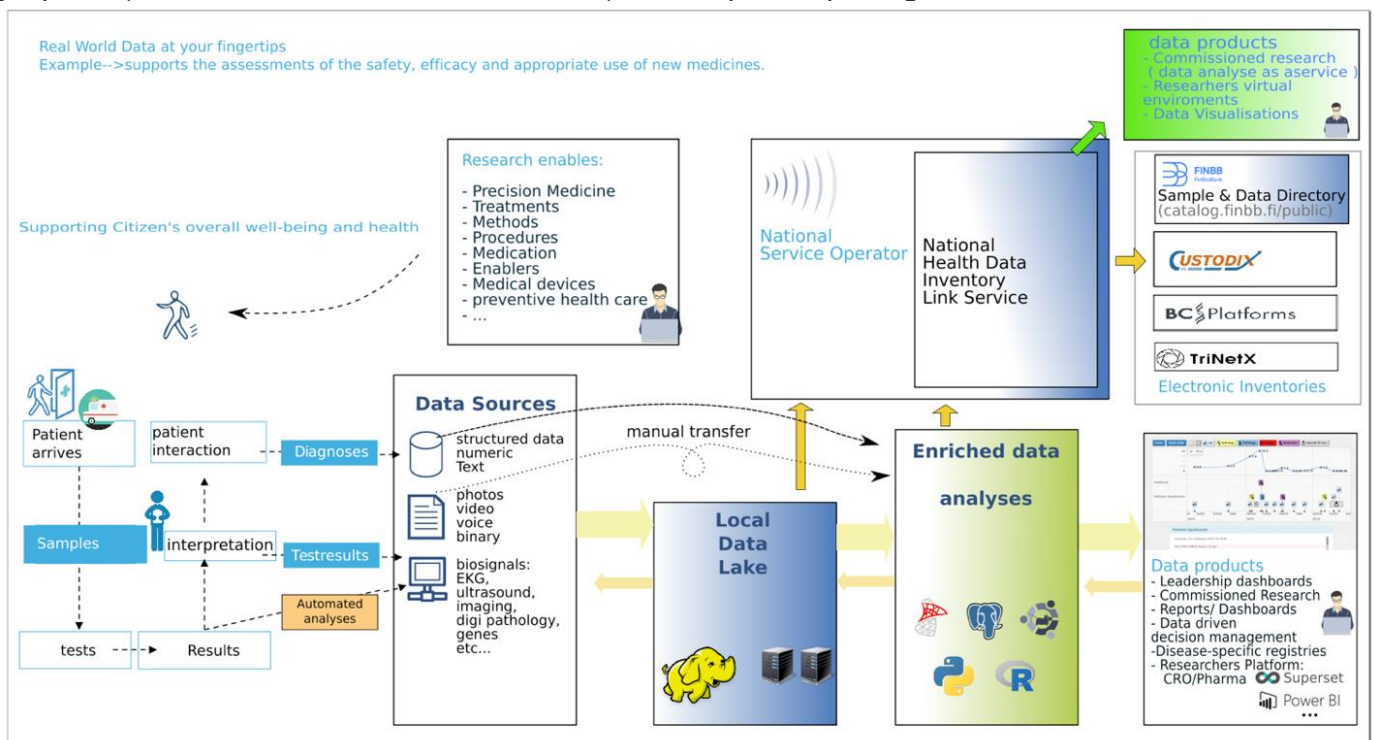 Real World Data at your fingertips
Example-->supports the assessments of the safety, efficacy and appropriate use of new medicines.
data products
- Commissioned research
( data analyse as aservice )
- Researhers virtual
enviroments
- Data Visualisations
Research enables:
- Precision Medicine
- Treatments
- Methods
- Procedures
- Medication
- Enablers
- Medical devices
- preventive health care
- ...
Supporting Citizen's overall well-being and health
National
Service Operator
National
Health Data
Inventory
Link Service
FINBB
FinBioBank
Sample & Data Directory
(catalog.finbb.fi/public)
CUSTODIX
BC Platforms
TriNetX
Electronic Inventories
Patient
arrives
patient
interaction
Diagnoses
Samples
interpretation
Testresults
Automated
analyses
tests
Results
Data Sources
structured data
numeric
Text
photos
video
voice
binary
biosignals:
EKG,
ultrasound,
imaging,
digi pathology,
genes
etc...
manual transfer
Local
Data
Lake
Enriched data
analyses
Data products
- Leadership dashboards
- Commissioned Research
- Reports/ Dashboards
- Data driven
decision management
-Disease-specific registries
- Researchers Platform:
CRO/Pharma
Superset
Power BI
...